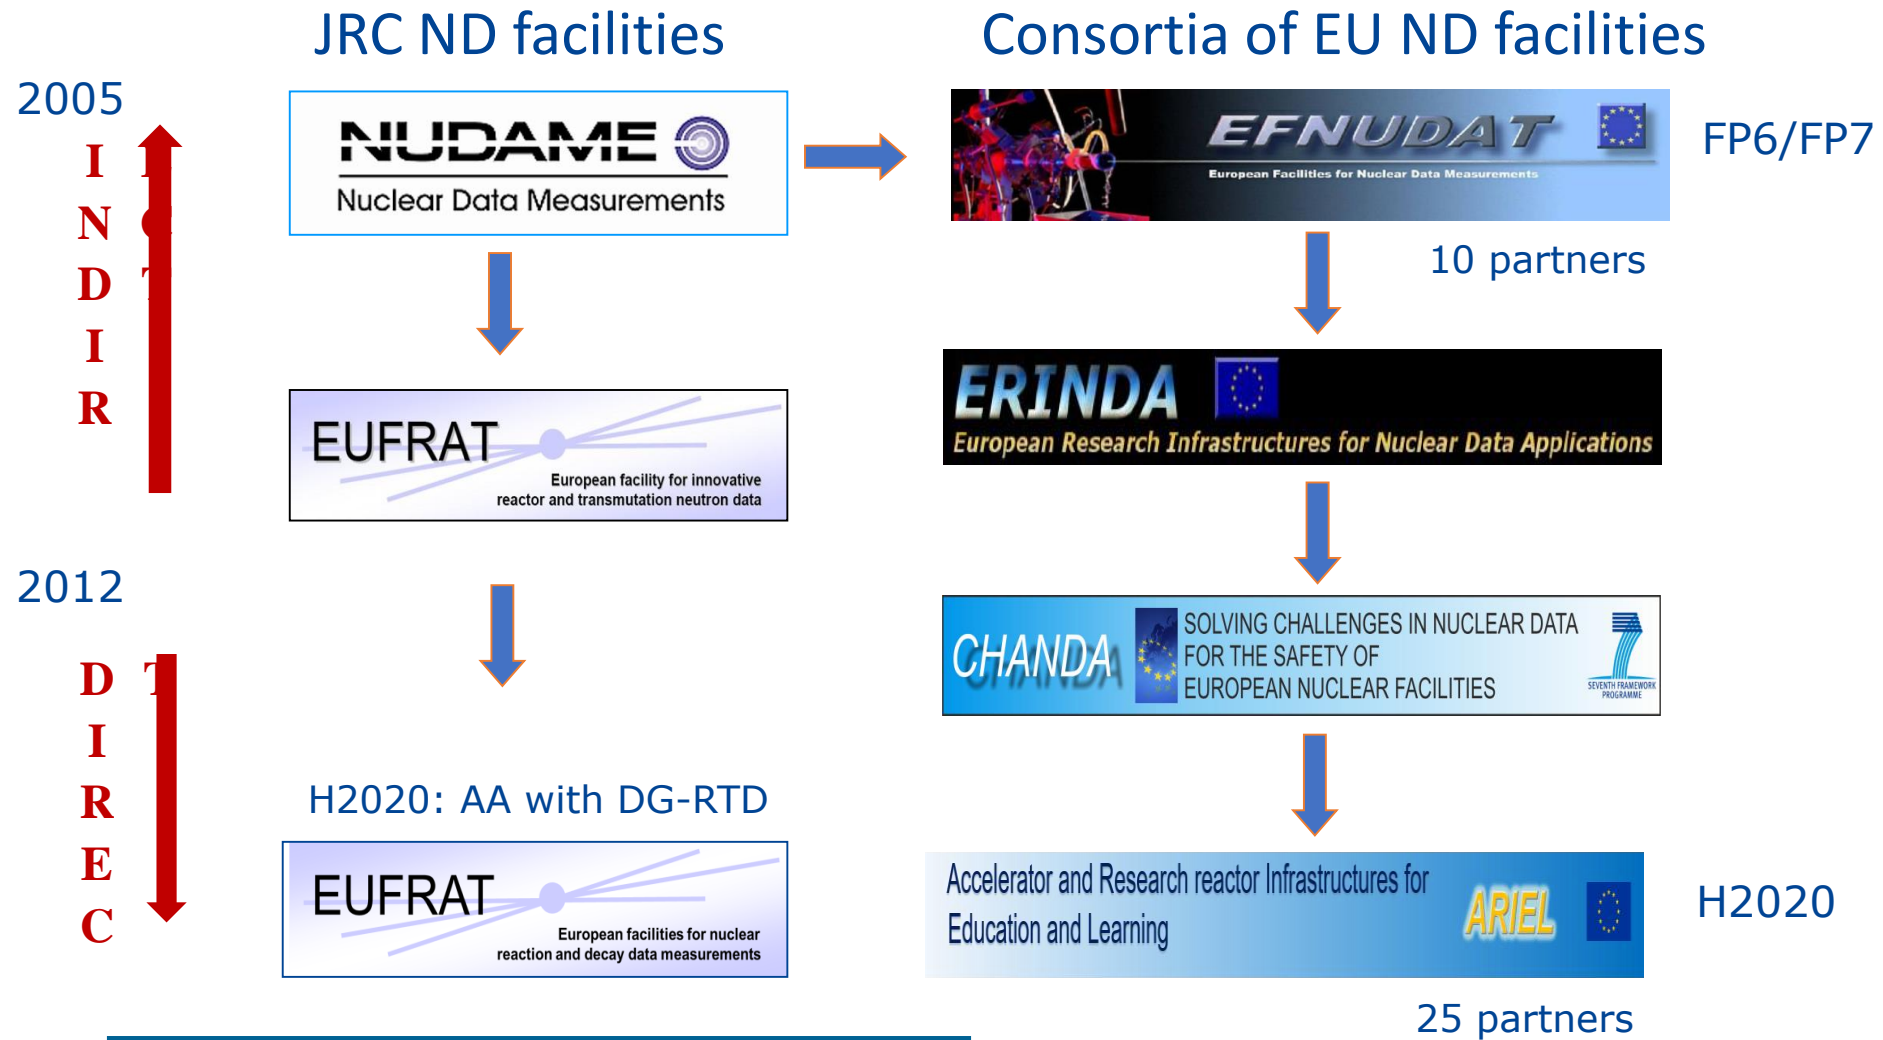 JRC ND facilities
Consortia of EU ND facilities
2005
I
N
D
I
R
T
NUDAME
Nuclear Data Measurements
EFNUDAT
European Facilities for Nuclear Data Measurements
FP6/FP7
10 partners
EUFRAT
European facility for innovative
reactor and transmutation neutron data
ERINDA
European Research Infrastructures for Nuclear Data Applications
2012
D T
I
R
E
C
CHANDA
SOLVING CHALLENGES IN NUCLEAR DATA
FOR THE SAFETY OF
EUROPEAN NUCLEAR FACILITIES
7
SEVENTH FRAMEWORK
PROGRAMME
H2020: AA with DG-RTD
EUFRAT
European facilities for nuclear
reaction and decay data measurements
Accelerator and Research reactor Infrastructures for
Education and Learning
ARIEL
H2020
25 partners